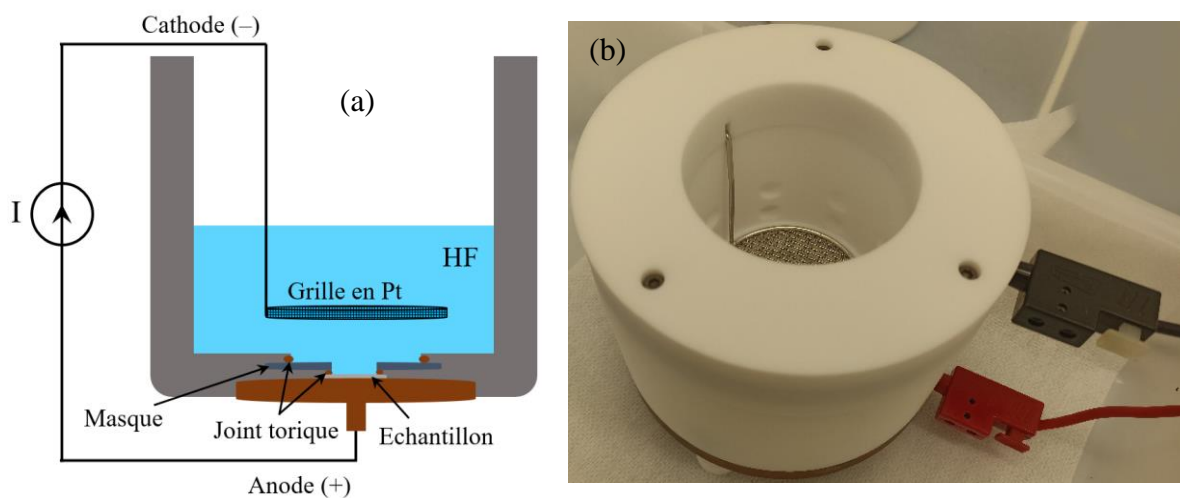 Cathode (–)
(a)
I
HF
Grille en Pt
Masque
Joint torique
Echantillon
Anode (+)
(b)